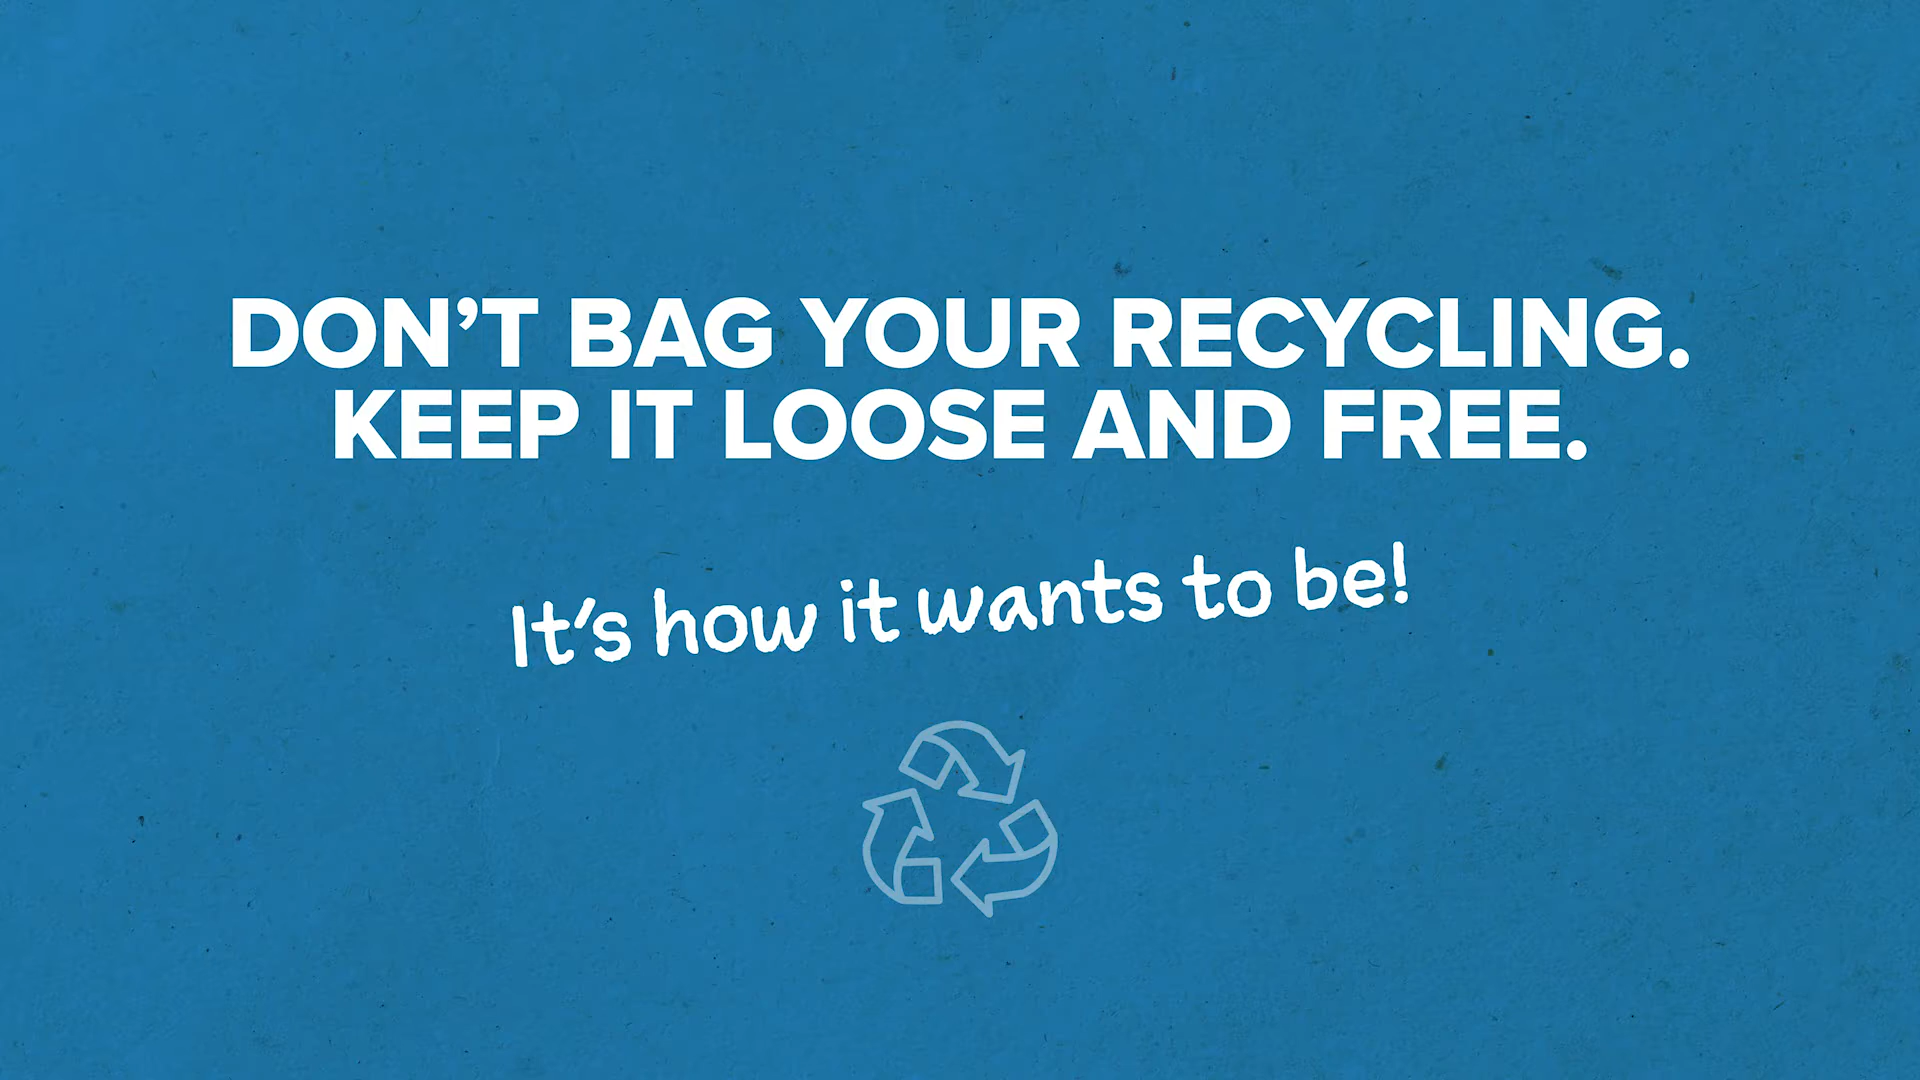 DON’T BAG YOUR RECYCLING.
KEEP IT LOOSE AND FREE.
It's how it wants to be!